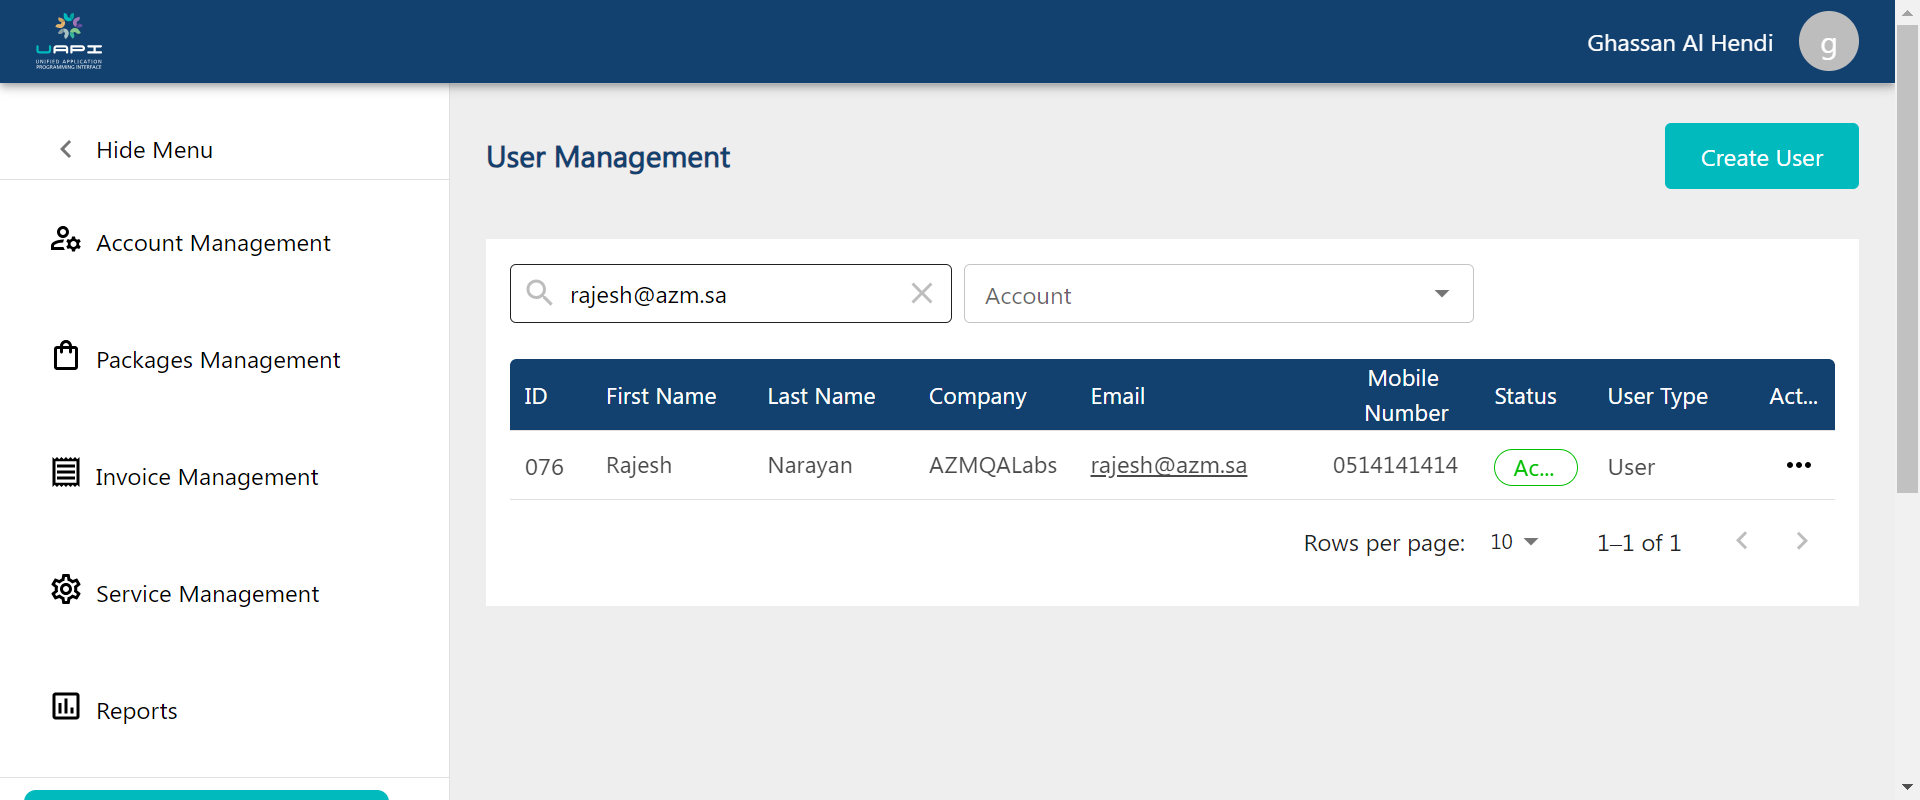 UAPI
UNIFIED APPLICATION
PROGRAMMING INTERFACE
Ghassan Al Hendi
g
Hide Menu
Account Management
Packages Management
Invoice Management
Service Management
Reports
User Management
Create User
rajesh@azm.sa
Account
ID First Name Last Name Company Email Mobile Number Status User Type Act...
076 Rajesh Narayan AZMQALabs rajesh@azm.sa 0514141414 Ac... User
Rows per page: 10 1–1 of 1